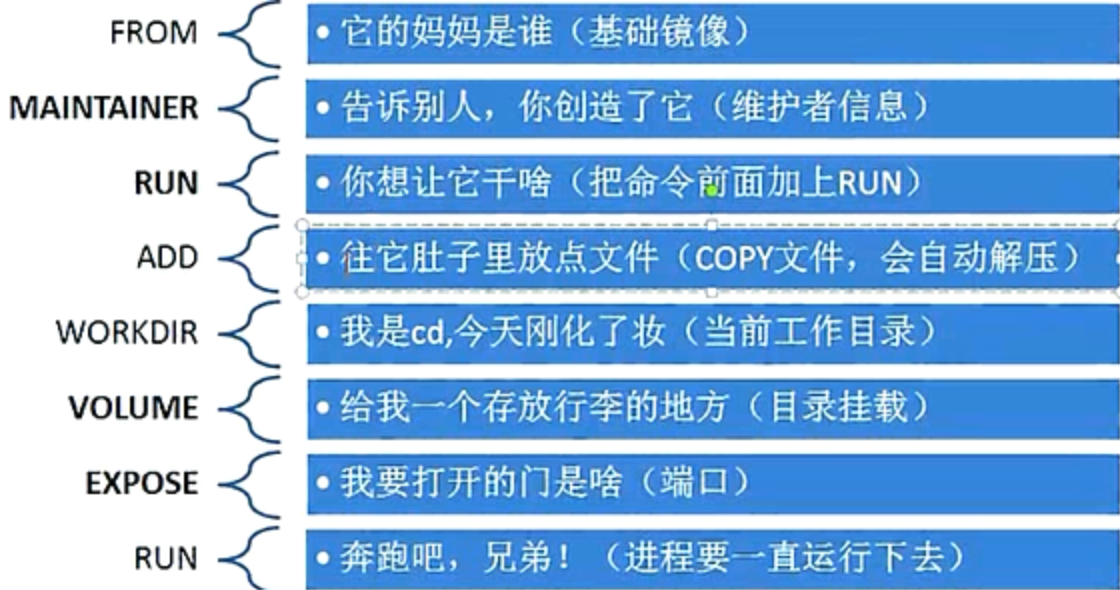 FROM
• 它的妈妈是谁（基础镜像）
MAINTAINER
• 告诉别人，你创造了它（维护者信息）
RUN
• 你想让它干啥（把命令前面加上RUN）
ADD
• 往它肚子里放点文件（COPY文件，会自动解压）
WORKDIR
• 我是cd,今天刚化了妆（当前工作目录）
VOLUME
• 给我一个存放行李的地方（目录挂载）
EXPOSE
• 我要打开的门是啥（端口）
RUN
• 奔跑吧，兄弟！（进程要一直运行下去）